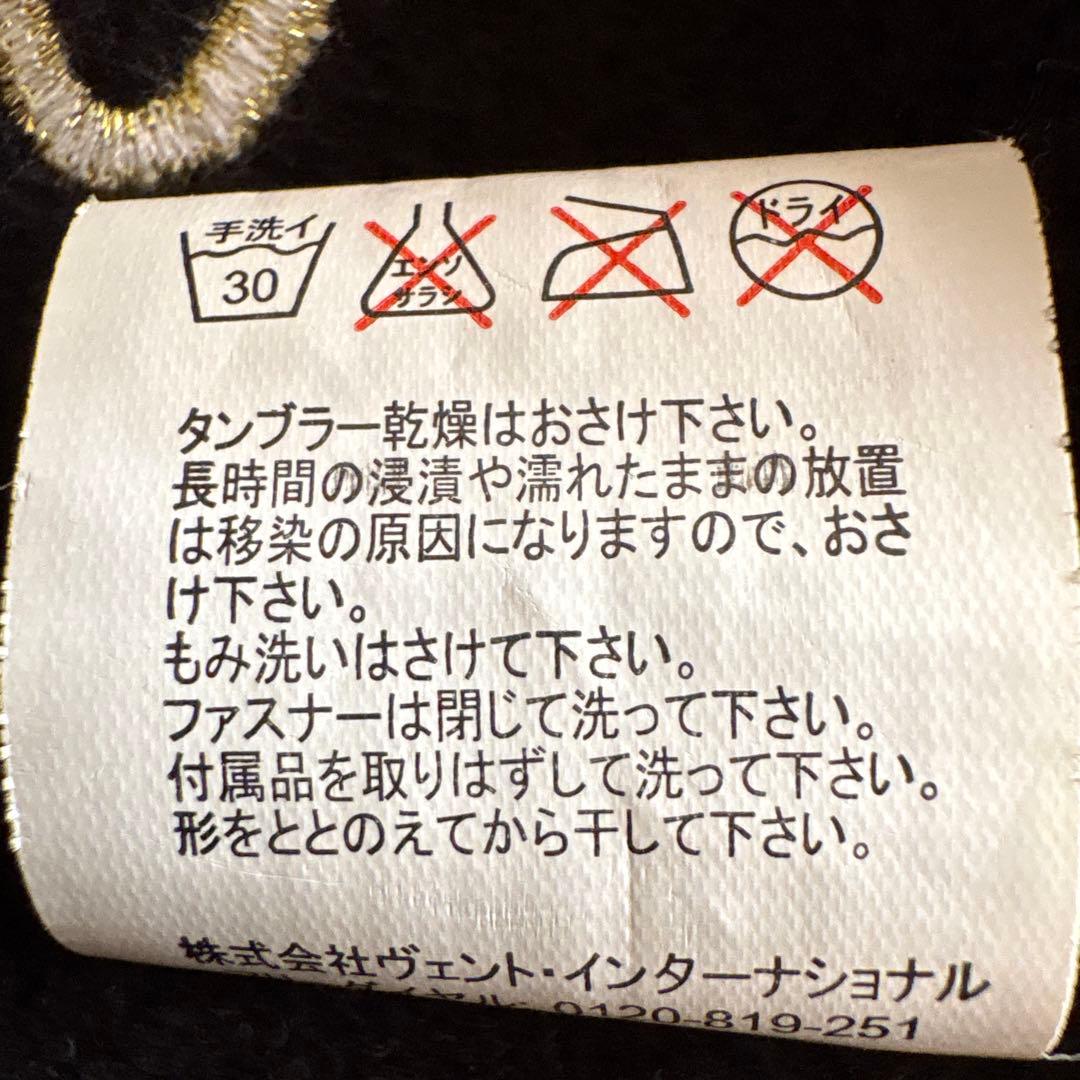 手洗イ
30
エンソ
サラシ
ドライ
タンブラー乾燥はおさけ下さい。
長時間の浸漬や濡れたままの放置
は移染の原因になりますので、おさ
け下さい。
もみ洗いはさけて下さい。
ファスナーは閉じて洗って下さい。
付属品を取りはずして洗って下さい。
形をととのえてから干して下さい。
株式会社ヴェント・インターナショナル
ダイヤル: 0120-819-251